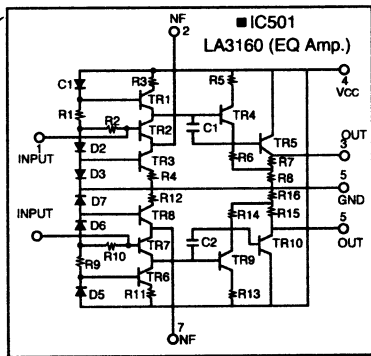 ■IC501
LA3160 (EQ Amp.)
NF
2
C1
R3
TR1
R5
4
VCC
R1
R2
TR2
C1
TR4
TR5
OUT
3
1
INPUT
D2
TR3
R6
R7
D3
R4
R8
5
GND
D7
R12
R16
INPUT
TR8
R14
R15
5
OUT
D6
TR7
C2
TR10
R9
R10
TR6
TR9
D5
R11
R13
7
NF